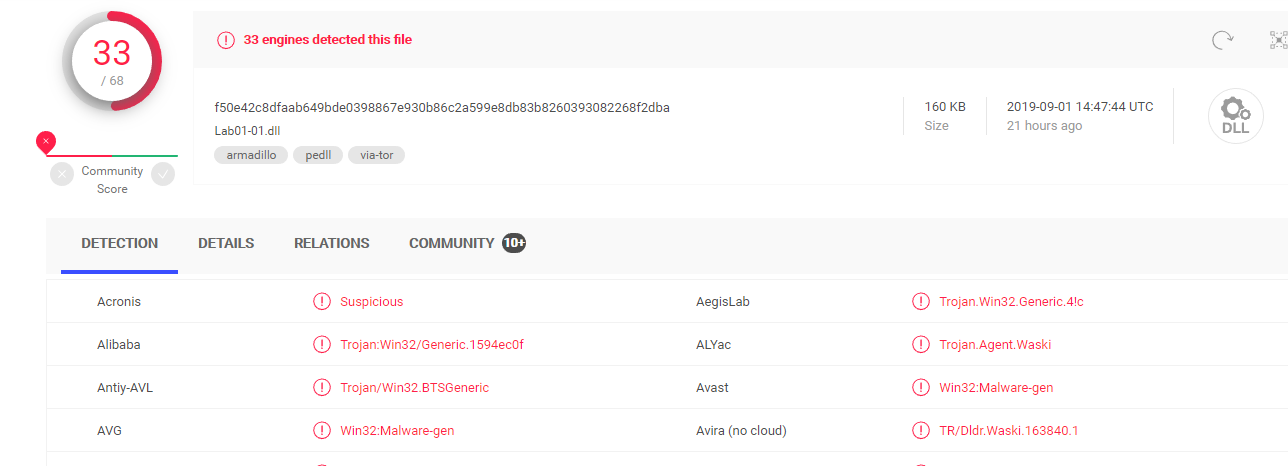 33
/ 68
33 engines detected this file
f50e42c8dfaab649bde0398867e930b86c2a599e8db83b8260393082268f2dba
Lab01-01.dll
armadillo pedll via-tor
160 KB
Size
2019-09-01 14:47:44 UTC
21 hours ago
DLL
Community
Score
DETECTION DETAILS RELATIONS COMMUNITY 10+
Acronis Suspicious AegisLab Trojan.Win32.Generic.4!c
Alibaba Trojan:Win32/Generic.1594ec0f ALYac Trojan.Agent.Waski
Antiy-AVL Trojan/Win32.BTSGeneric Avast Win32:Malware-gen
AVG Win32:Malware-gen Avira (no cloud) TR/Dldr.Waski.163840.1